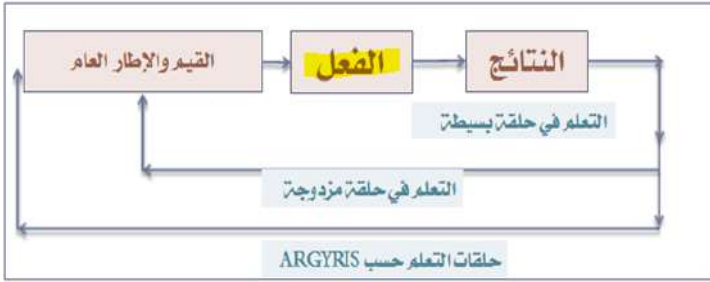 القيم والإطار العام
الفعل
النتائج
التعلم في حلقة بسيطة
التعلم في حلقة مزدوجة
حلقات التعلم حسب ARGYRIS